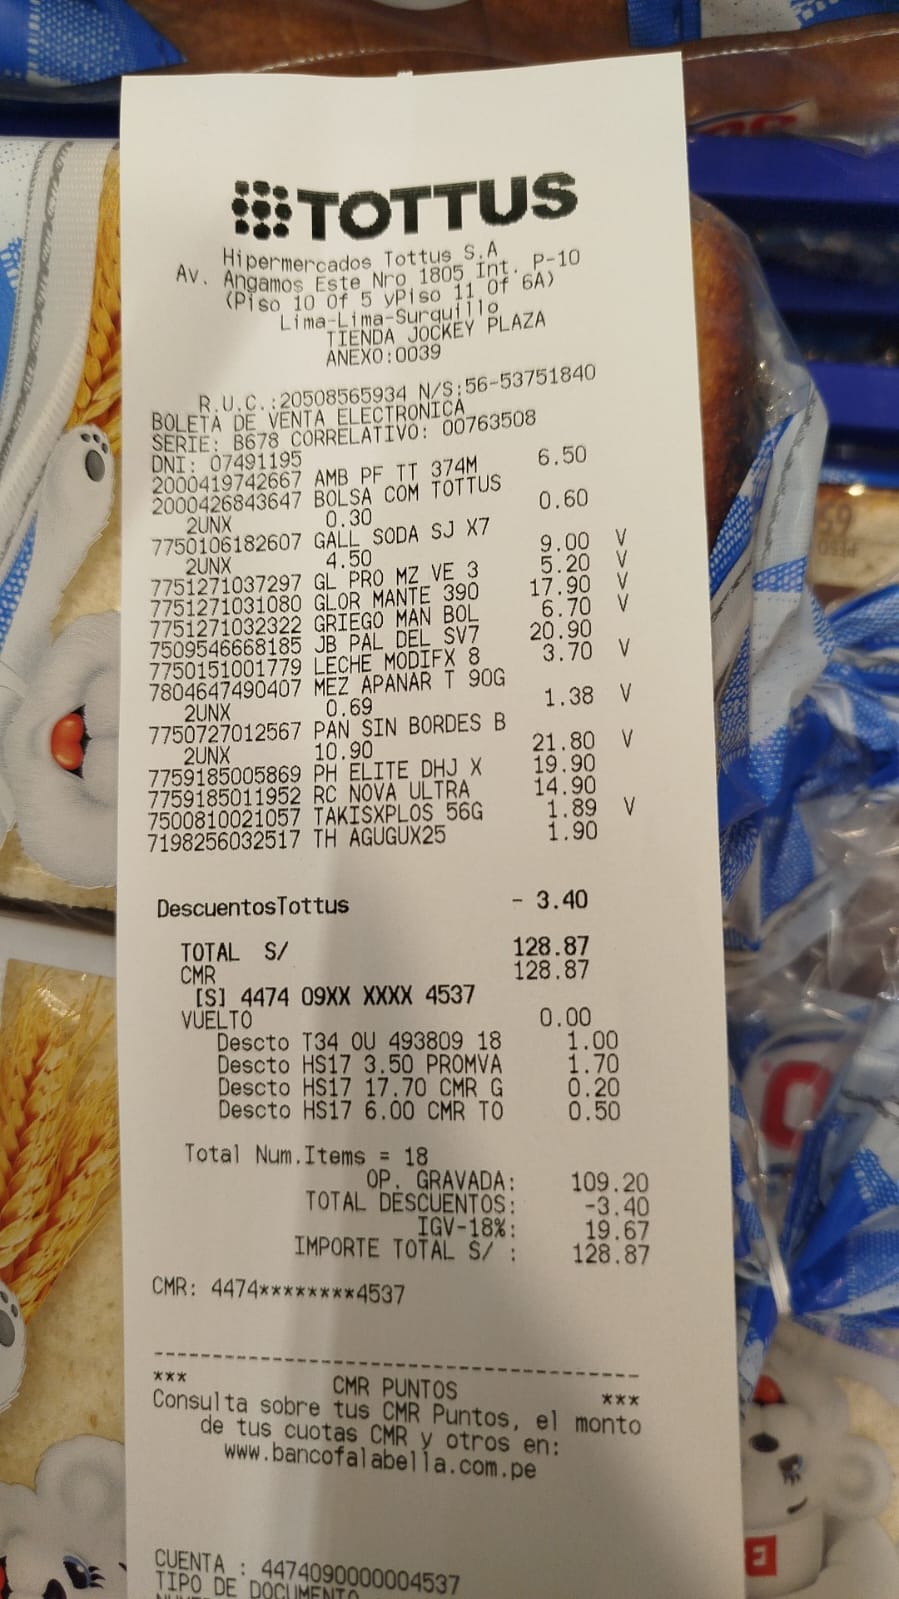 TOTTUS
Hipermercados Tottus S.A
Av. Angamos Este Nro 1805 Int. P-10
(Piso 10 Of 5 yPiso 11 Of 6A)
Lima-Lima-Surquillo
TIENDA JOCKEY PLAZA
ANEXO:0039
R.U.C.:20508565934 N/S:56-53751840
BOLETA DE VENTA ELECTRONICA
SERIE: B678 CORRELATIVO: 00763508
DNI: 07491195
2000419742667 AMB PF TT 374M 6.50
2000426843647 BOLSA COM TOTTUS
2UNX 0.30 0.60
7750106182607 GALL SODA SJ X7
2UNX 4.50 9.00 V
7751271037297 GL PRO MZ VE 3 5.20 V
7751271031080 GLOR MANTE 390 17.90 V
7751271032322 GRIEGO MAN BOL 6.70 V
7509546668185 JB PAL DEL SV7 20.90
7750151001779 LECHE MODIFX 8 3.70 V
7804647490407 MEZ APANAR T 90G
2UNX 0.69 1.38 V
7750727012567 PAN SIN BORDES B
2UNX 10.90 21.80 V
7759185005869 PH ELITE DHJ X 19.90
7759185011952 RC NOVA ULTRA 14.90
7500810021057 TAKISXPLOS 56G 1.89 V
7198256032517 TH AGUGUX25 1.90
DescuentosTottus - 3.40
TOTAL S/ 128.87
CMR 128.87
[S] 4474 09XX XXXX 4537
VUELTO 0.00
Descto T34 OU 493809 18 1.00
Descto HS17 3.50 PROMVA 1.70
Descto HS17 17.70 CMR G 0.20
Descto HS17 6.00 CMR TO 0.50
Total Num.Items = 18
OP. GRAVADA: 109.20
TOTAL DESCUENTOS: -3.40
IGV-18%: 19.67
IMPORTE TOTAL S/ : 128.87
CMR: 4474********4537
*** CMR PUNTOS ***
Consulta sobre tus CMR Puntos, el monto
de tus cuotas CMR y otros en:
www.bancofalabella.com.pe
CUENTA : 4474090000004537
TIPO DE DOCUMENTO